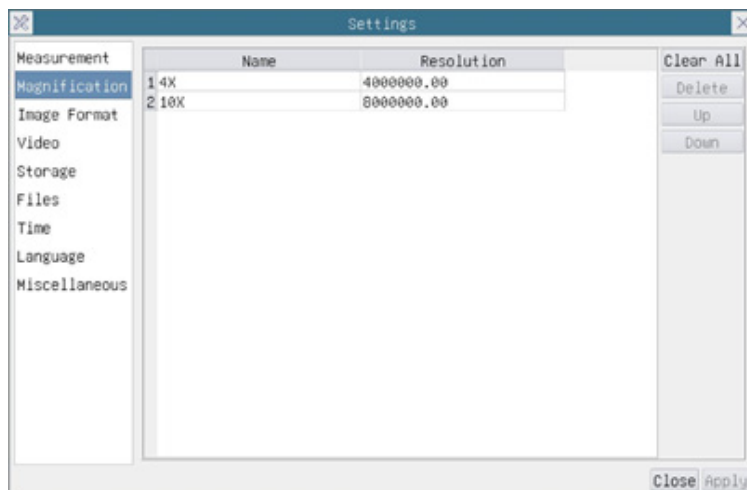 Settings
Measurement
Magnification
Image Format
Video
Storage
Files
Time
Language
Miscellaneous
Name Resolution
1 4X 4000000.00
2 10X 8000000.00
Clear All
Delete
Up
Down
Close Apply